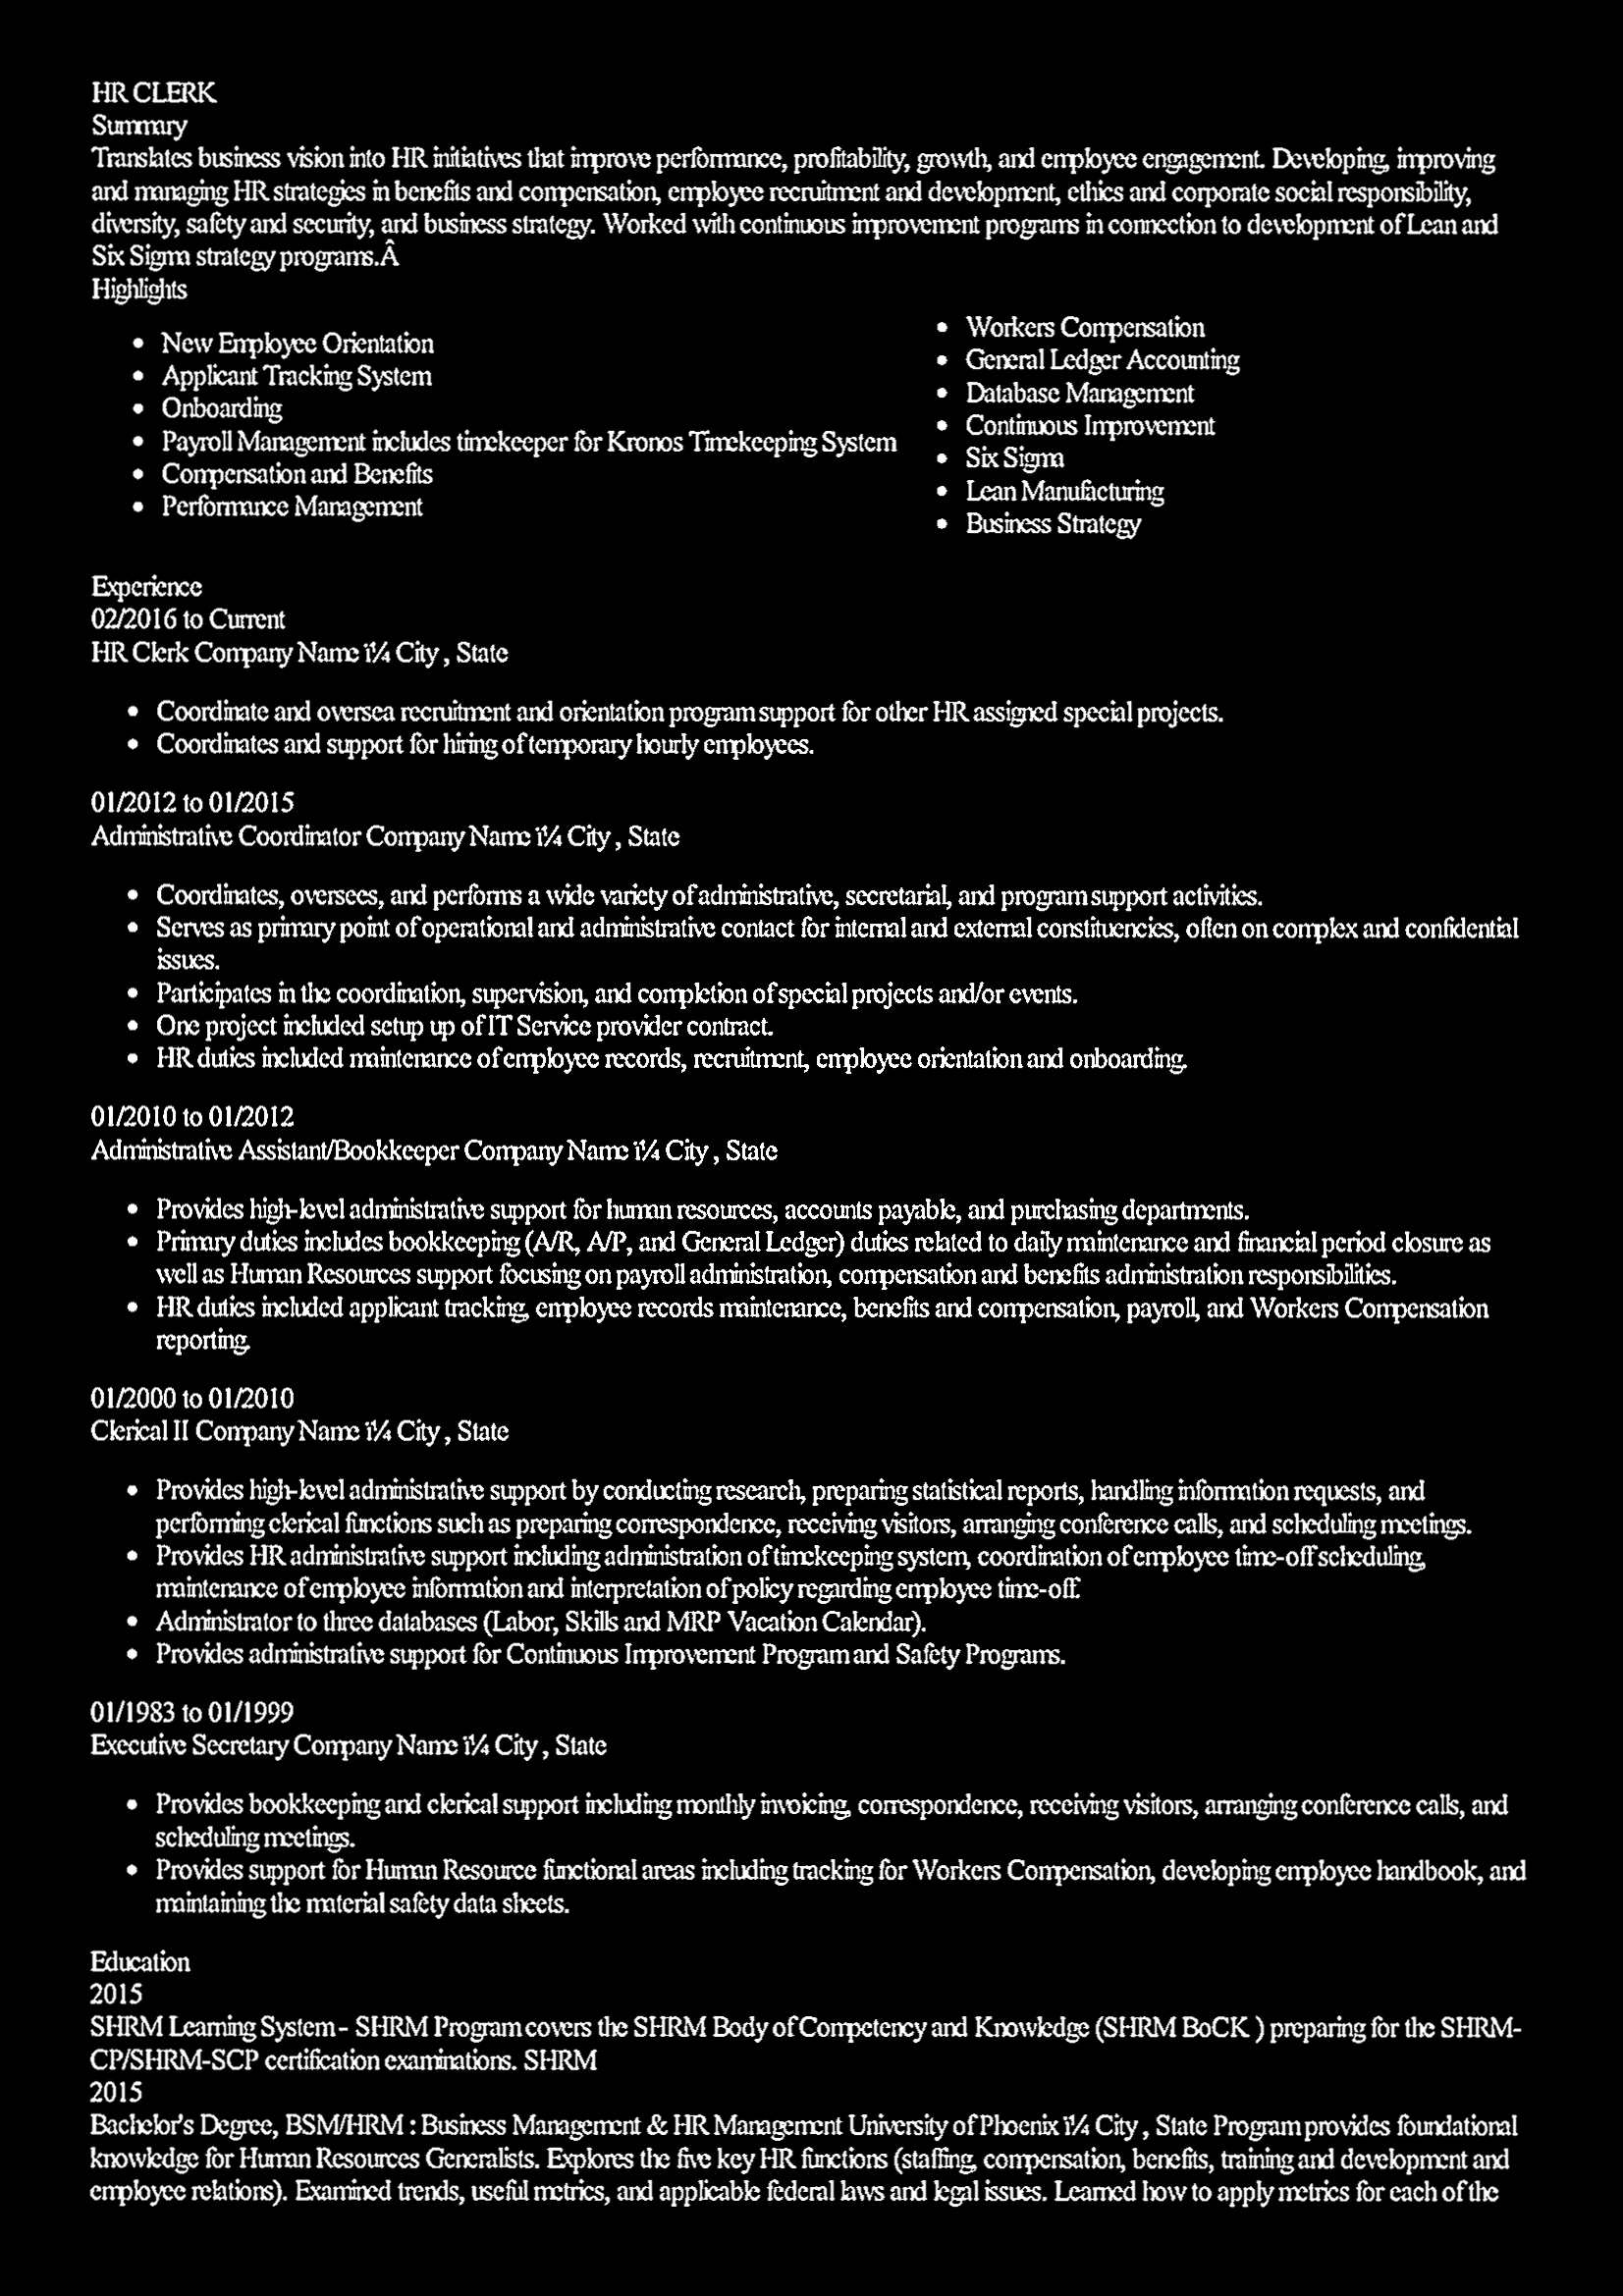 HR CLERK
Summary
Translates business vision into HR initiatives that improve performance, profitability, growth, and employee engagement. Developing, improving
and managing HR strategies in benefits and compensation, employee recruitment and development, ethics and corporate social responsibility,
diversity, safety and security, and business strategy. Worked with continuous improvement programs in connection to development of Lean and
Six Sigma strategy programs.Â
Highlights
• New Employee Orientation
• Applicant Tracking System
• Onboarding
• Payroll Management includes timekeeper for Kronos Timekeeping System
• Compensation and Benefits
• Performance Management
• Workers Compensation
• General Ledger Accounting
• Database Management
• Continuous Improvement
• Six Sigma
• Lean Manufacturing
• Business Strategy
Experience
02/2016 to Current
HR Clerk Company Name ï¼ City , State
• Coordinate and oversea recruitment and orientation program support for other HR assigned special projects.
• Coordinates and support for hiring of temporary hourly employees.
01/2012 to 01/2015
Administrative Coordinator Company Name ï¼ City , State
• Coordinates, oversees, and performs a wide variety of administrative, secretarial, and program support activities.
• Serves as primary point of operational and administrative contact for internal and external constituencies, often on complex and confidential
issues.
• Participates in the coordination, supervision, and completion of special projects and/or events.
• One project included setup up of IT Service provider contract.
• HR duties included maintenance of employee records, recruitment, employee orientation and onboarding.
01/2010 to 01/2012
Administrative Assistant/Bookkeeper Company Name ï¼ City , State
• Provides high-level administrative support for human resources, accounts payable, and purchasing departments.
• Primary duties includes bookkeeping (A/R, A/P, and General Ledger) duties related to daily maintenance and financial period closure as
well as Human Resources support focusing on payroll administration, compensation and benefits administration responsibilities.
• HR duties included applicant tracking, employee records maintenance, benefits and compensation, payroll, and Workers Compensation
reporting.
01/2000 to 01/2010
Clerical II Company Name ï¼ City , State
• Provides high-level administrative support by conducting research, preparing statistical reports, handling information requests, and
performing clerical functions such as preparing correspondence, receiving visitors, arranging conference calls, and scheduling meetings.
• Provides HR administrative support including administration of timekeeping system, coordination of employee time-off scheduling,
maintenance of employee information and interpretation of policy regarding employee time-off.
• Administrator to three databases (Labor, Skills and MRP Vacation Calendar).
• Provides administrative support for Continuous Improvement Program and Safety Programs.
01/1983 to 01/1999
Executive Secretary Company Name ï¼ City , State
• Provides bookkeeping and clerical support including monthly invoicing, correspondence, receiving visitors, arranging conference calls, and
scheduling meetings.
• Provides support for Human Resource functional areas including tracking for Workers Compensation, developing employee handbook, and
maintaining the material safety data sheets.
Education
2015
SHRM Learning System - SHRM Program covers the SHRM Body of Competency and Knowledge (SHRM BoCK ) preparing for the SHRM-
CP/SHRM-SCP certification examinations. SHRM
2015
Bachelor's Degree, BSM/HRM : Business Management & HR Management University of Phoenix ï¼ City , State Program provides foundational
knowledge for Human Resources Generalists. Explores the five key HR functions (staffing, compensation, benefits, training and development and
employee relations). Examined trends, useful metrics, and applicable federal laws and legal issues. Learned how to apply metrics for each of the